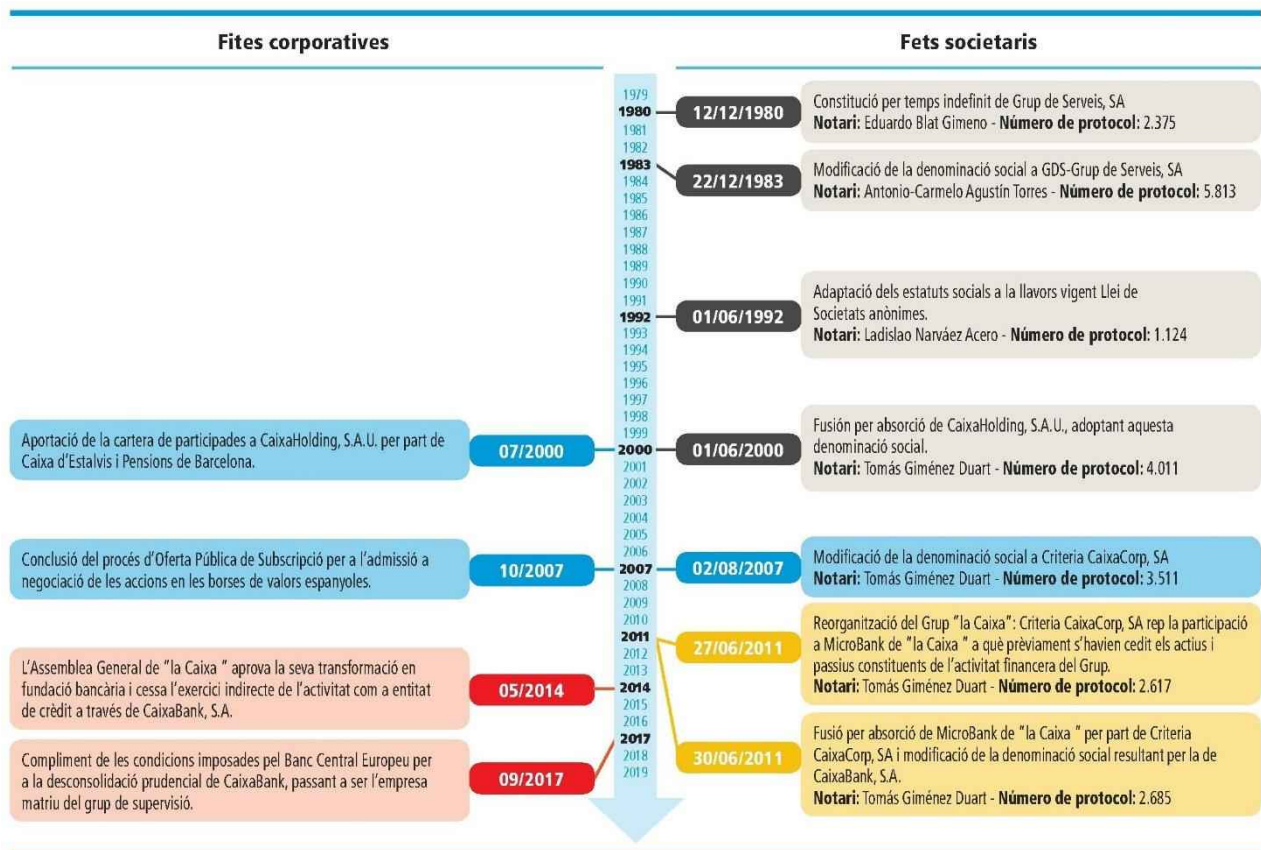 Fites corporatives
Fets societaris
1979
1980
1981
1982
1983
1984
1985
1986
1987
1988
1989
1990
1991
1992
1993
1994
1995
1996
1997
1998
1999
2000
2001
2002
2003
2004
2005
2006
2007
2008
2009
2010
2011
2012
2013
2014
2015
2016
2017
2018
2019
07/2000
Aportació de la cartera de participades a CaixaHolding, S.A.U. per part de
Caixa d'Estalvis i Pensions de Barcelona.
10/2007
Conclusió del procés d'Oferta Pública de Subscripció per a l'admissió a
negociació de les accions en les borses de valors espanyoles.
05/2014
L'Assemblea General de "la Caixa " aprova la seva transformació en
fundació bancària i cessa l'exercici indirecte de l'activitat com a entitat
de crèdit a través de CaixaBank, S.A.
09/2017
Compliment de les condicions imposades pel Banc Central Europeu per
a la desconsolidació prudencial de CaixaBank, passant a ser l'empresa
matriu del grup de supervisió.
12/12/1980
Constitució per temps indefinit de Grup de Serveis, SA
Notari: Eduardo Blat Gimeno - Número de protocol: 2.375
22/12/1983
Modificació de la denominació social a GDS-Grup de Serveis, SA
Notari: Antonio-Carmelo Agustín Torres - Número de protocol: 5.813
01/06/1992
Adaptació dels estatuts socials a la llavors vigent Llei de
Societats anònimes.
Notari: Ladislao Narváez Acero - Número de protocol: 1.124
01/06/2000
Fusión per absorció de CaixaHolding, S.A.U., adoptant aquesta
denominació social.
Notari: Tomás Giménez Duart - Número de protocol: 4.011
02/08/2007
Modificació de la denominació social a Criteria CaixaCorp, SA
Notari: Tomás Giménez Duart - Número de protocol: 3.511
27/06/2011
Reorganització del Grup "la Caixa": Criteria CaixaCorp, SA rep la participació
a MicroBank de "la Caixa " a què prèviament s'havien cedit els actius i
passius constituents de l'activitat financera del Grup.
Notari: Tomás Giménez Duart - Número de protocol: 2.617
30/06/2011
Fusió per absorció de MicroBank de "la Caixa " per part de Criteria
CaixaCorp, SA i modificació de la denominació social resultant per la de
CaixaBank, S.A.
Notari: Tomás Giménez Duart - Número de protocol: 2.685